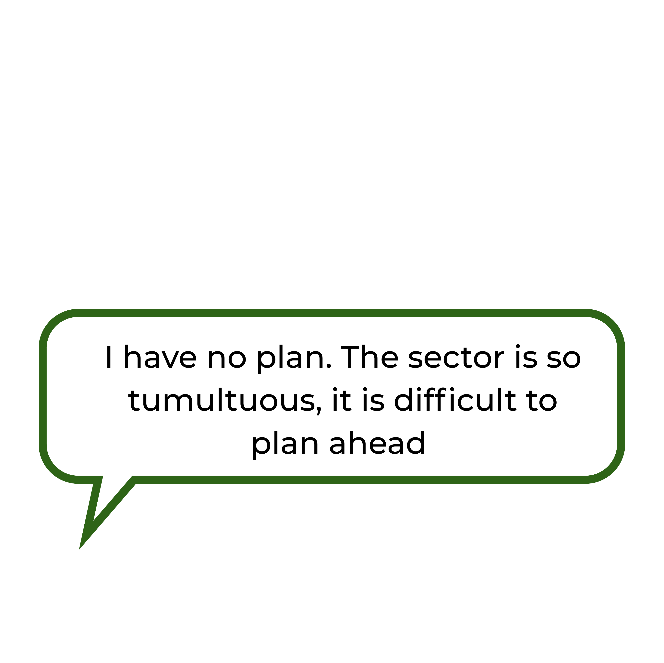 I have no plan. The sector is so
tumultuous, it is difficult to
plan ahead